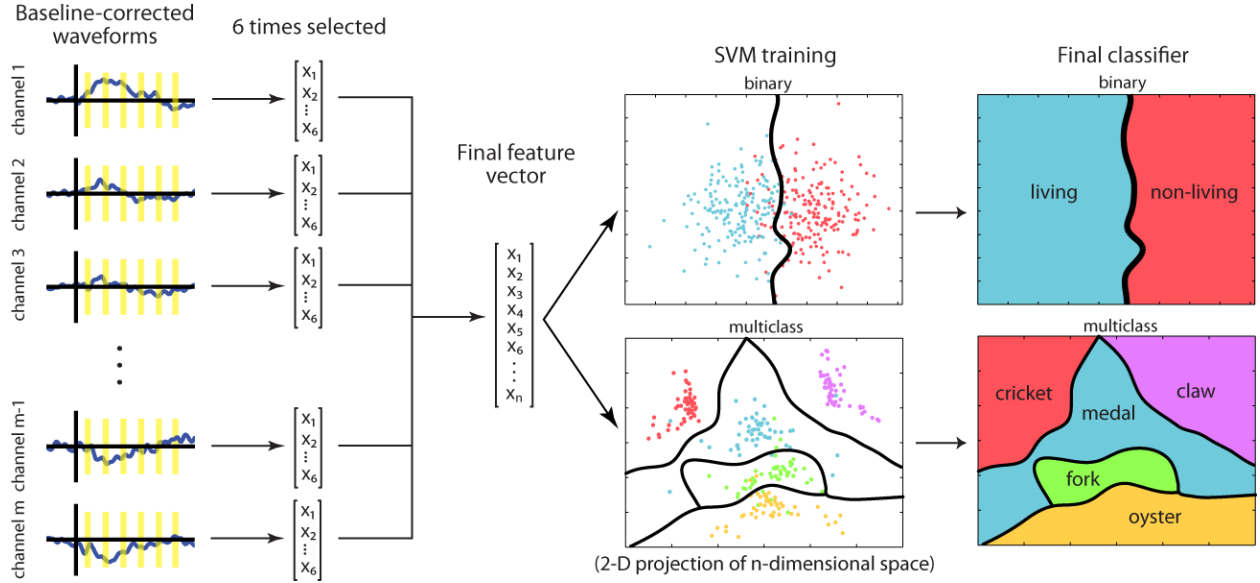 Baseline-corrected
waveforms
6 times selected
channel 1
x1
x2
⋮
x6
channel 2
x1
x2
⋮
x6
channel 3
x1
x2
⋮
x6
channel m-1
x1
x2
⋮
x6
channel m
x1
x2
⋮
x6
Final feature
vector
x1
x2
x3
x4
x5
x6
⋮
xn
SVM training
binary
multiclass
(2-D projection of n-dimensional space)
Final classifier
binary
living
non-living
multiclass
cricket
claw
medal
fork
oyster